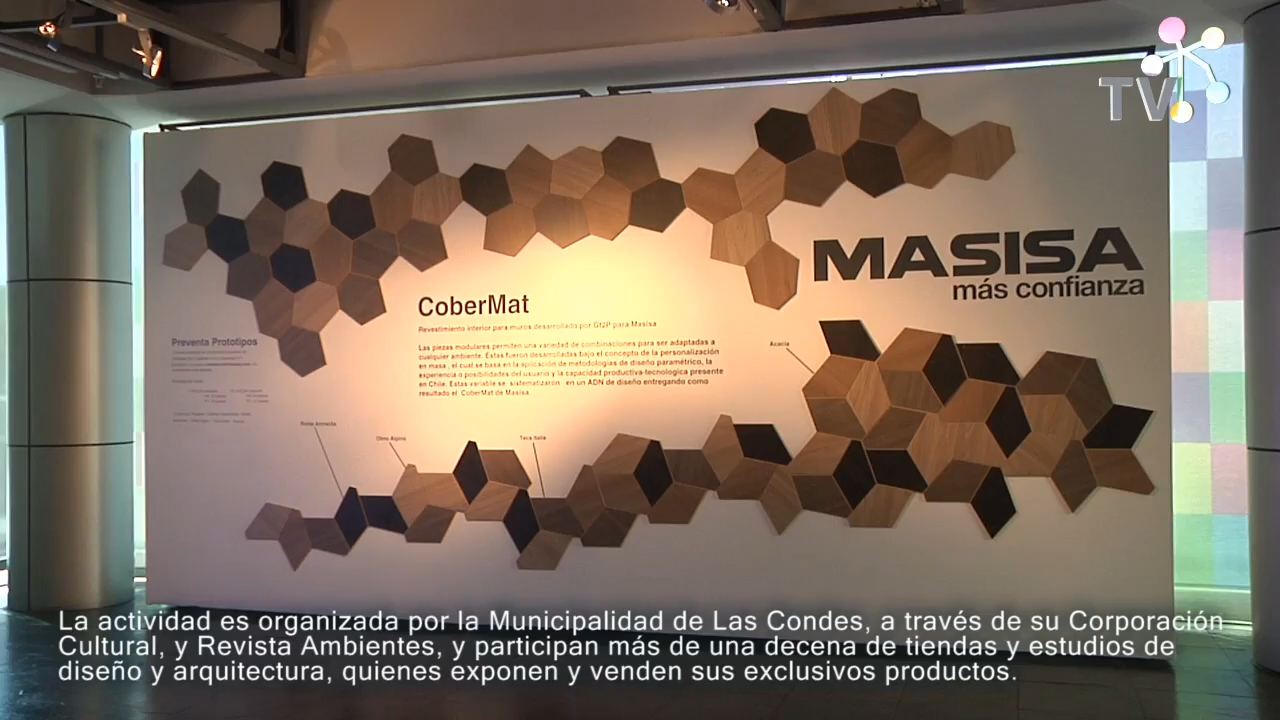 TV
MASISA
más confianza
CoberMat
Revestimiento interior para muros desarrollado por Gt2P para Masisa
Las piezas modulares permiten una variedad de combinaciones para ser adaptadas a
cualquier ambiente. Estas fueron desarrolladas bajo el concepto de la personalización
en masa, el cual se basa en la aplicación de metodologías de diseño paramétrico, la
experiencia o posibilidades del usuario y la capacidad productiva-tecnologica presente
en Chile. Estas variable se sistematizaron en un ADN de diseño entregando como
resultado el CoberMat de Masisa
Preventa Prototipos
Acacia
Olmo Alpino
Teca Italia
La actividad es organizada por la Municipalidad de Las Condes, a través de su Corporación
Cultural, y Revista Ambientes, y participan más de una decena de tiendas y estudios de
diseño y arquitectura, quienes exponen y venden sus exclusivos productos.